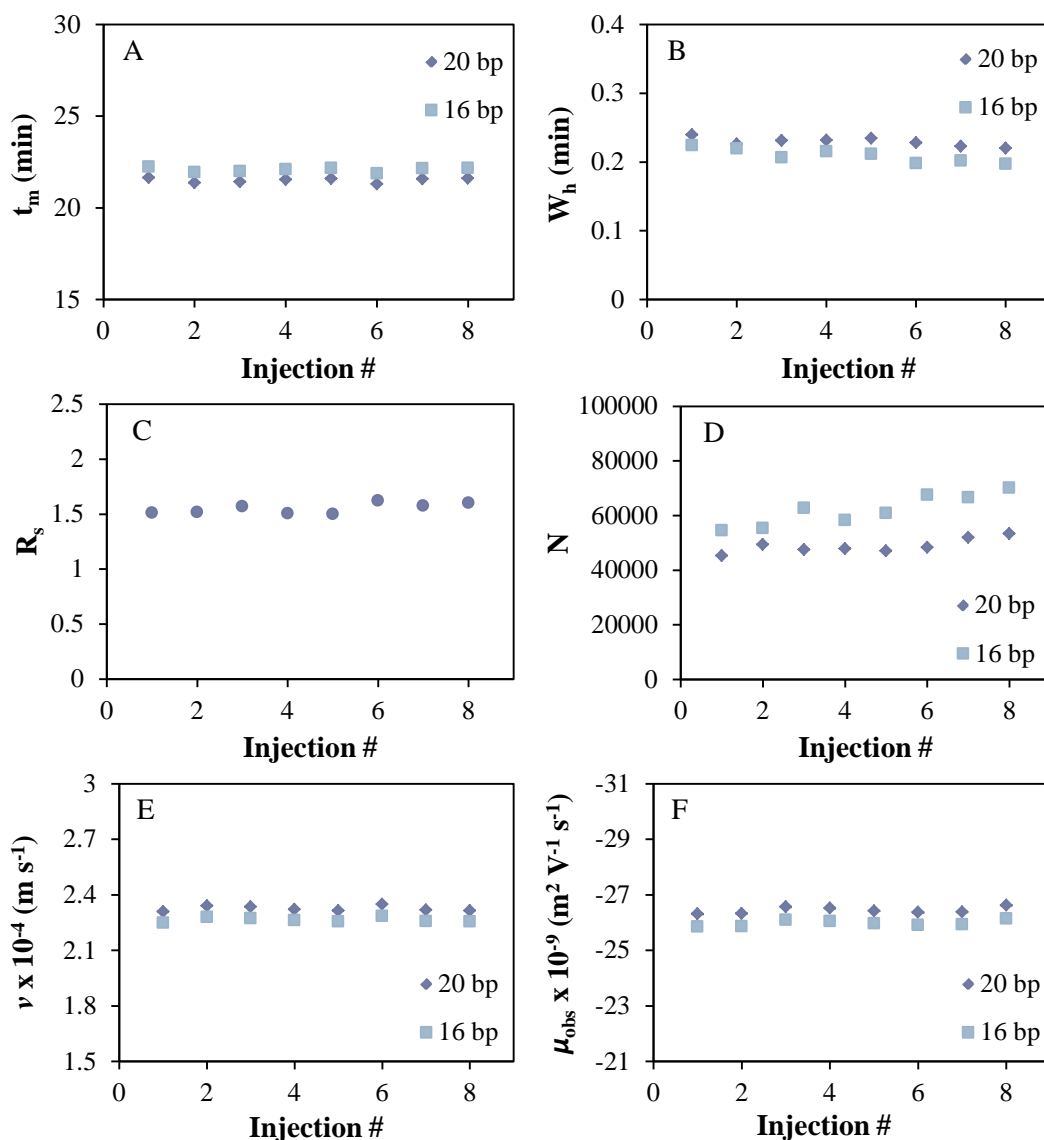 A
t_m (min)
30
25
20
15
0 2 4 6 8
Injection #
20 bp
16 bp
B
W_h (min)
0.4
0.3
0.2
0.1
0
0 2 4 6 8
Injection #
20 bp
16 bp
C
R_s
2.5
2
1.5
1
0.5
0
0 2 4 6 8
Injection #
D
N
100000
80000
60000
40000
20000
0
0 2 4 6 8
Injection #
20 bp
16 bp
E
v x 10⁻⁴ (m s⁻¹)
3
2.7
2.4
2.1
1.8
1.5
0 2 4 6 8
Injection #
20 bp
16 bp
F
μ_obs x 10⁻⁹ (m² V⁻¹ s⁻¹)
-31
-29
-27
-25
-23
-21
0 2 4 6 8
Injection #
20 bp
16 bp